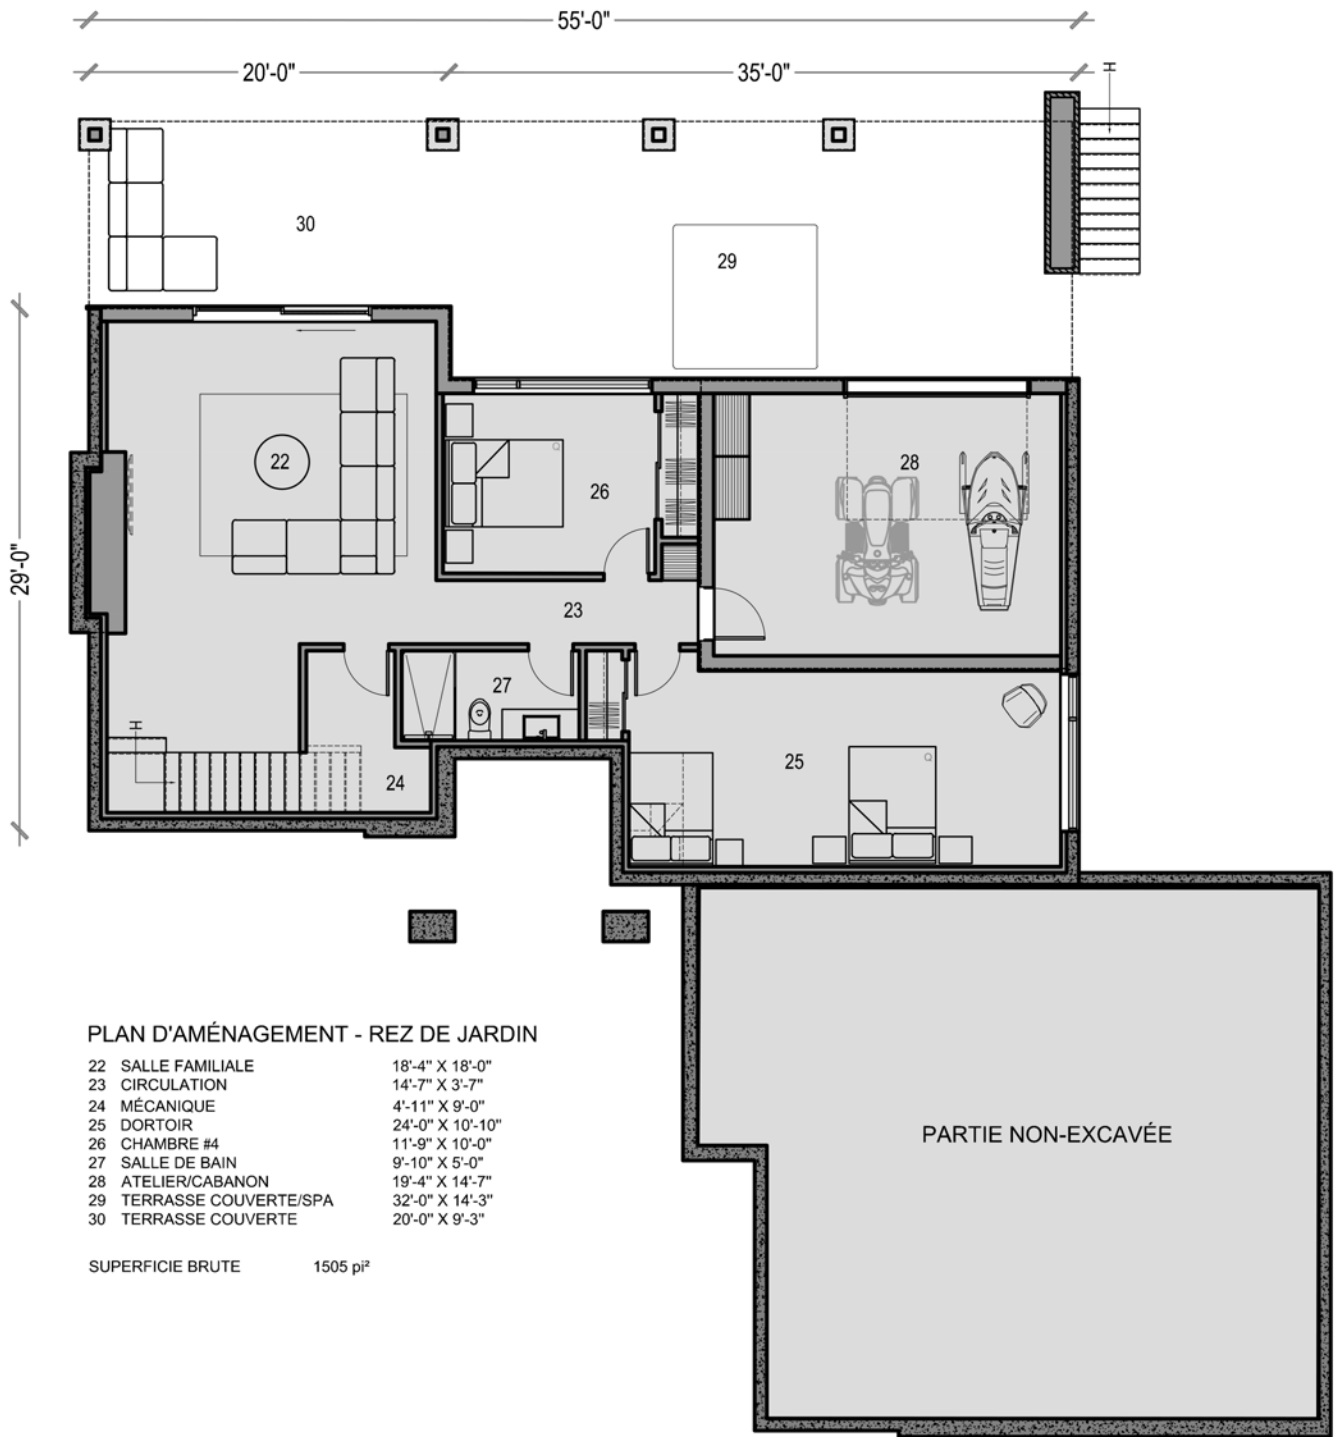 55'-0"
20'-0"
35'-0"
H
30
29
29'-0"
22
26
28
23
27
H
24
25
PLAN D'AMÉNAGEMENT - REZ DE JARDIN
22 SALLE FAMILIALE 18'-4" X 18'-0"
23 CIRCULATION 14'-7" X 3'-7"
24 MÉCANIQUE 4'-11" X 9'-0"
25 DORTOIR 24'-0" X 10'-10"
26 CHAMBRE #4 11'-9" X 10'-0"
27 SALLE DE BAIN 9'-10" X 5'-0"
28 ATELIER/CABANON 19'-4" X 14'-7"
29 TERRASSE COUVERTE/SPA 32'-0" X 14'-3"
30 TERRASSE COUVERTE 20'-0" X 9'-3"
SUPERFICIE BRUTE 1505 pi²
PARTIE NON-EXCAVÉE